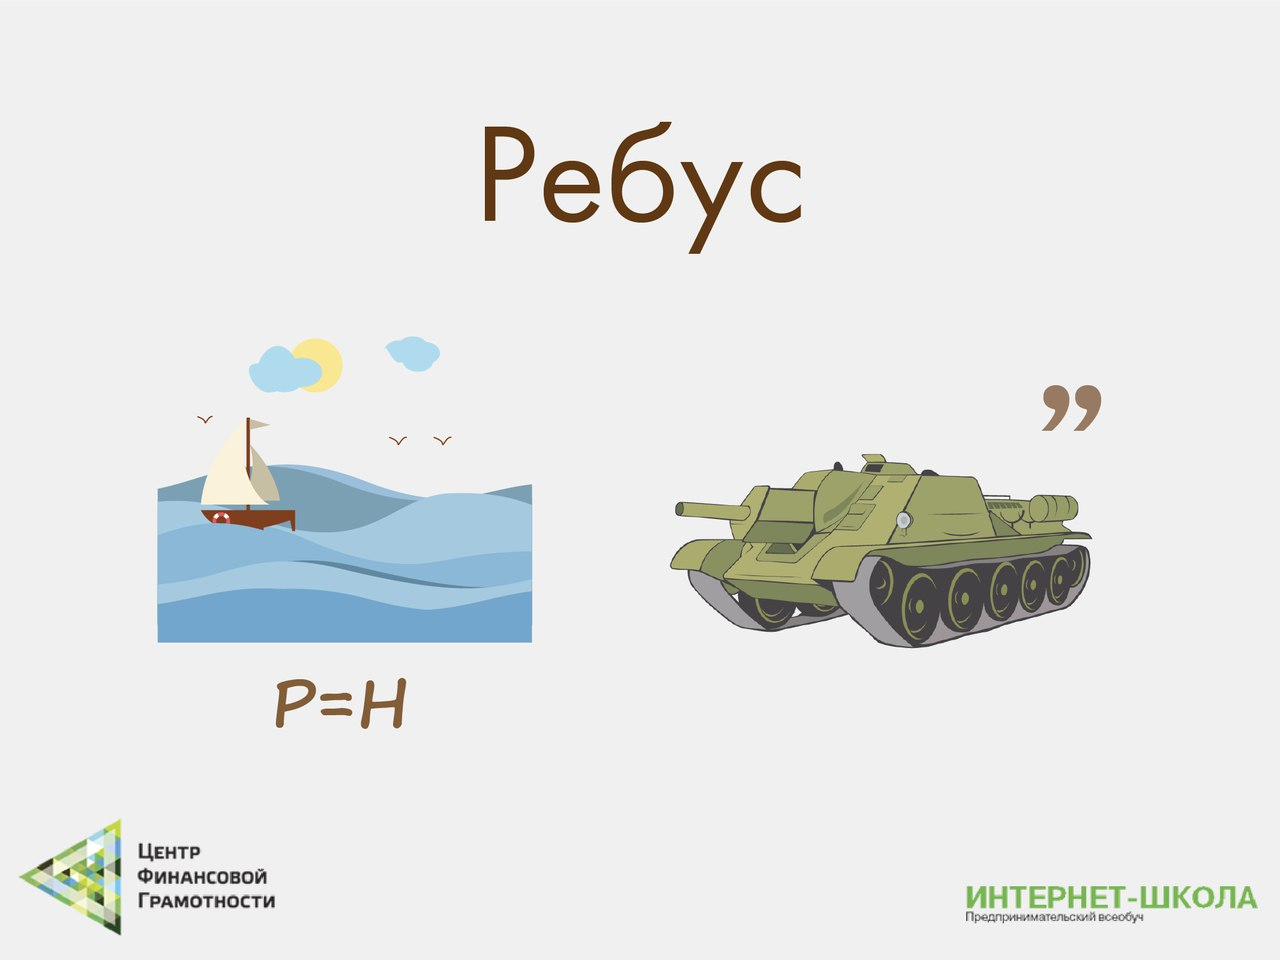 Ребус
”
Р=Н
Центр
Финансовой
Грамотности
ИНТЕРНЕТ-ШКОЛА
Предпринимательский всеобуч